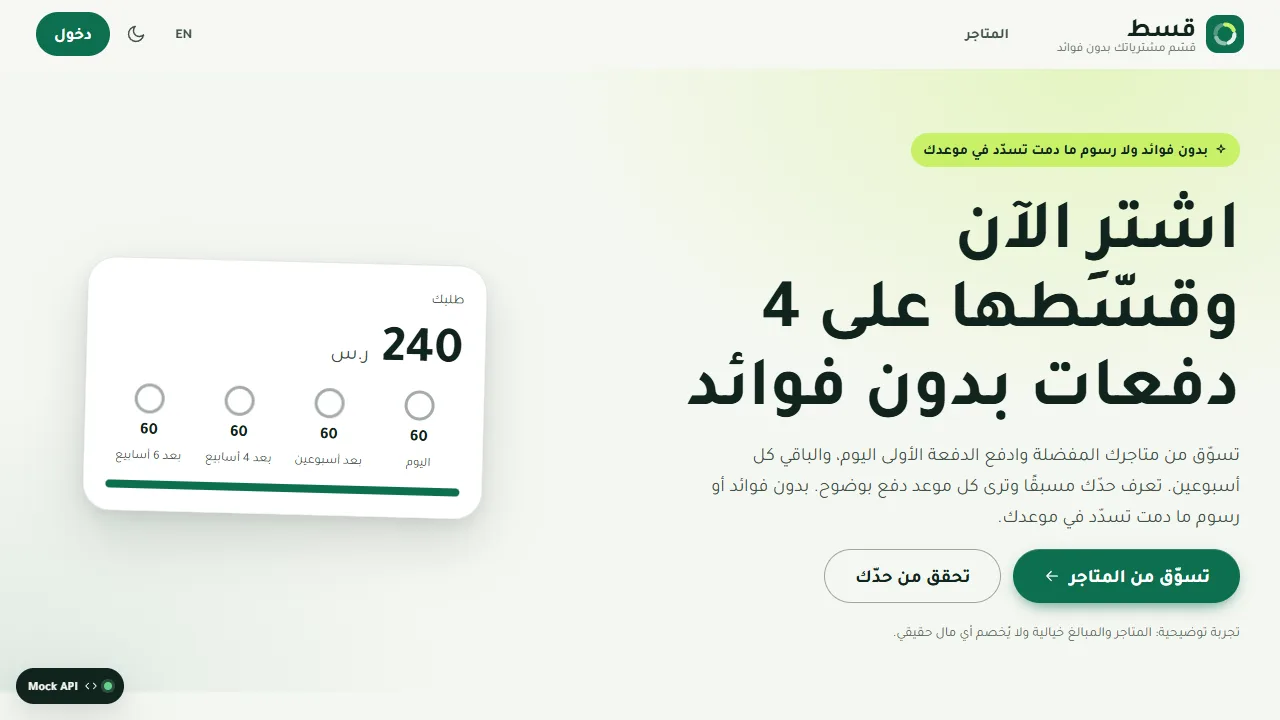 قسط
قسّم مشترياتك بدون فوائد
المتاجر
EN
دخول
بدون فوائد ولا رسوم ما دمت تسدّد في موعدك
اشترِ الآن
وقسّطها على 4
دفعات بدون فوائد
تسوّق من متاجرك المفضلة وادفع الدفعة الأولى اليوم، والباقي كل
أسبوعين. تعرف حدّك مسبقًا وترى كل موعد دفع بوضوح. بدون فوائد أو
رسوم ما دمت تسدّد في موعدك.
تسوّق من المتاجر ←
تحقق من حدّك
تجربة توضيحية: المتاجر والمبالغ خيالية ولا يُخصم أي مال حقيقي.
طلبك
240 ر.س
60 60 60 60
اليوم بعد أسبوعين بعد 4 أسابيع بعد 6 أسابيع
Mock API <>